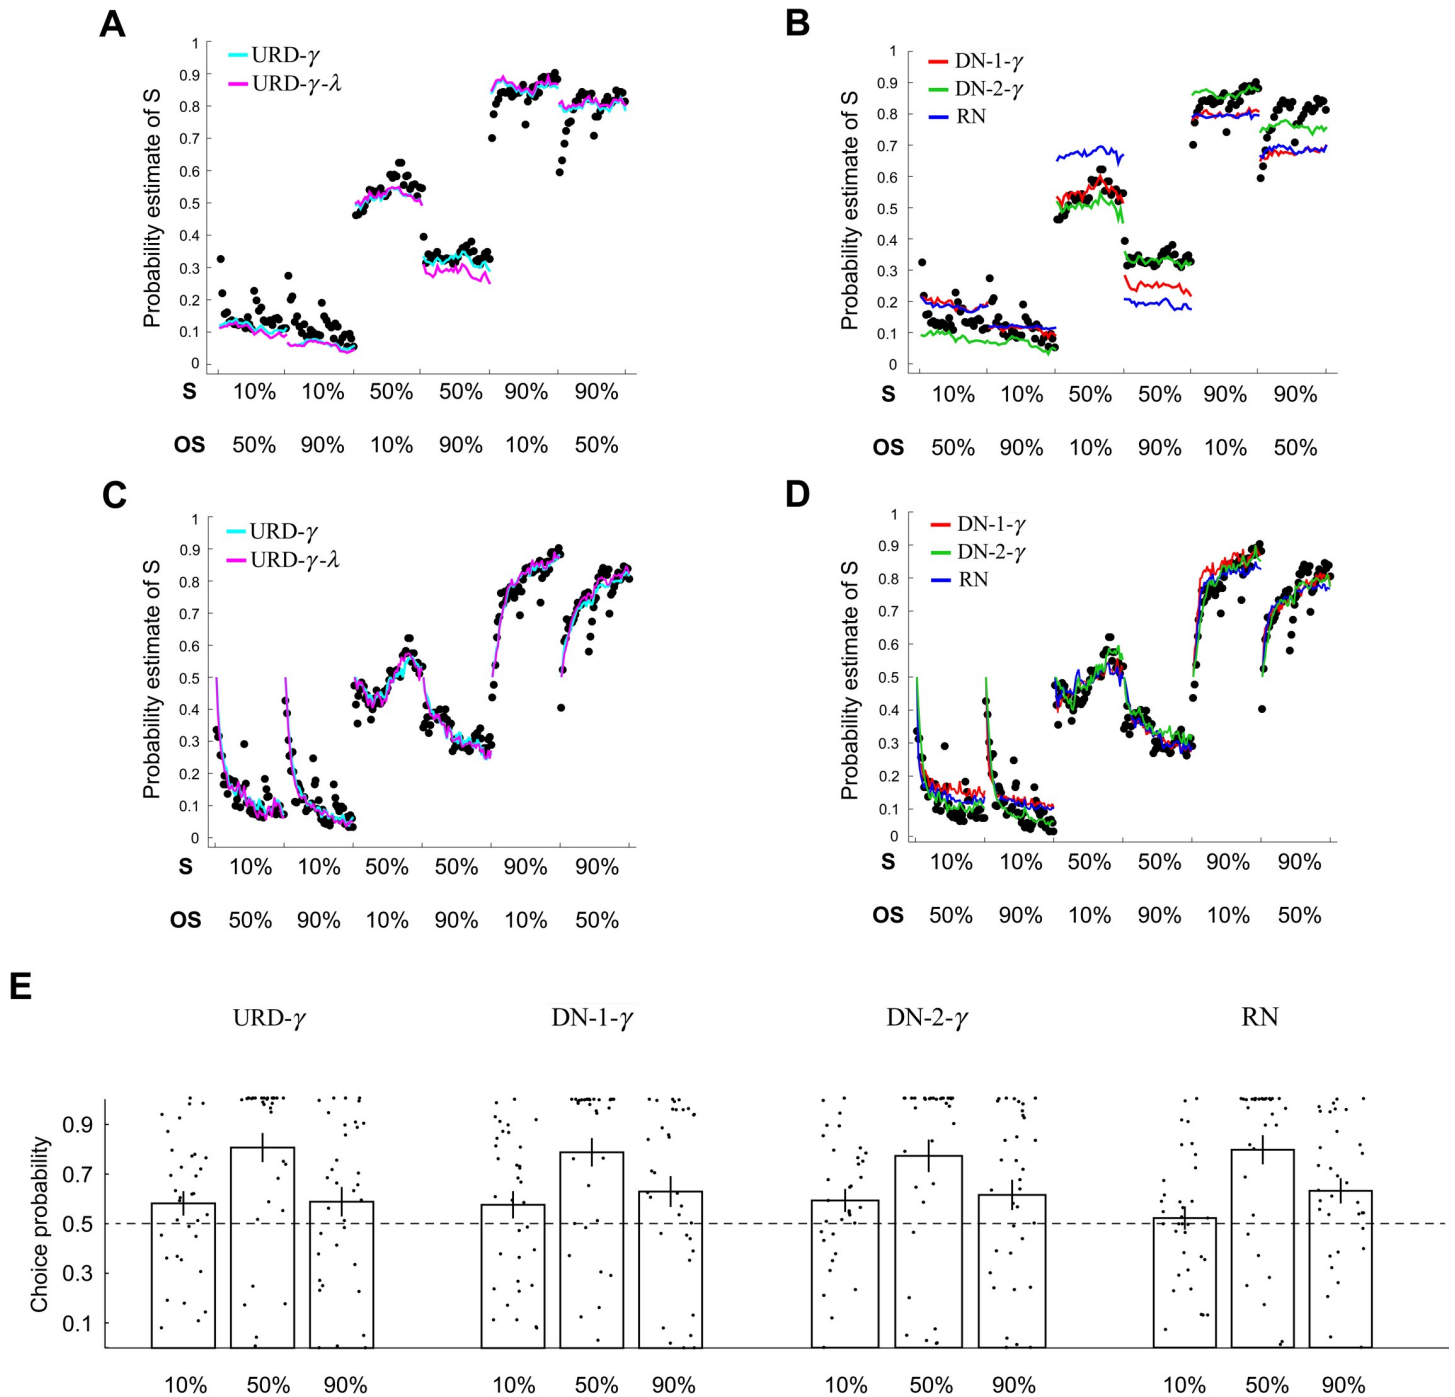 A
URD-γ
URD-γ-λ
Probability estimate of S
1
0.9
0.8
0.7
0.6
0.5
0.4
0.3
0.2
0.1
0
S 10% 10% 50% 50% 90% 90%
OS 50% 90% 10% 90% 10% 50%
B
DN-1-γ
DN-2-γ
RN
Probability estimate of S
1
0.9
0.8
0.7
0.6
0.5
0.4
0.3
0.2
0.1
0
S 10% 10% 50% 50% 90% 90%
OS 50% 90% 10% 90% 10% 50%
C
URD-γ
URD-γ-λ
Probability estimate of S
1
0.9
0.8
0.7
0.6
0.5
0.4
0.3
0.2
0.1
0
S 10% 10% 50% 50% 90% 90%
OS 50% 90% 10% 90% 10% 50%
D
DN-1-γ
DN-2-γ
RN
Probability estimate of S
1
0.9
0.8
0.7
0.6
0.5
0.4
0.3
0.2
0.1
0
S 10% 10% 50% 50% 90% 90%
OS 50% 90% 10% 90% 10% 50%
E
URD-γ DN-1-γ DN-2-γ RN
Choice probability
0.9
0.7
0.5
0.3
0.1
10% 50% 90% 10% 50% 90% 10% 50% 90% 10% 50% 90%